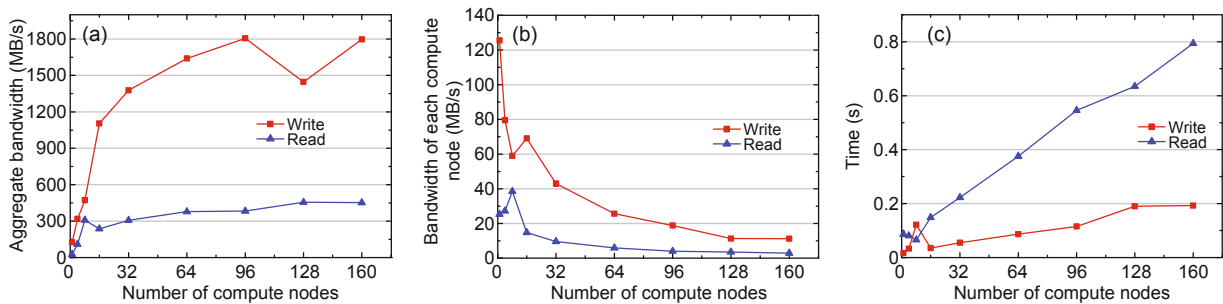 (a)
Aggregate bandwidth (MB/s)
1800
1500
1200
900
600
300
0
Write
Read
0 32 64 96 128 160
Number of compute nodes
(b)
Bandwidth of each compute
node (MB/s)
140
120
100
80
60
40
20
0
Write
Read
0 32 64 96 128 160
Number of compute nodes
(c)
Time (s)
0.8
0.6
0.4
0.2
0.0
Write
Read
0 32 64 96 128 160
Number of compute nodes